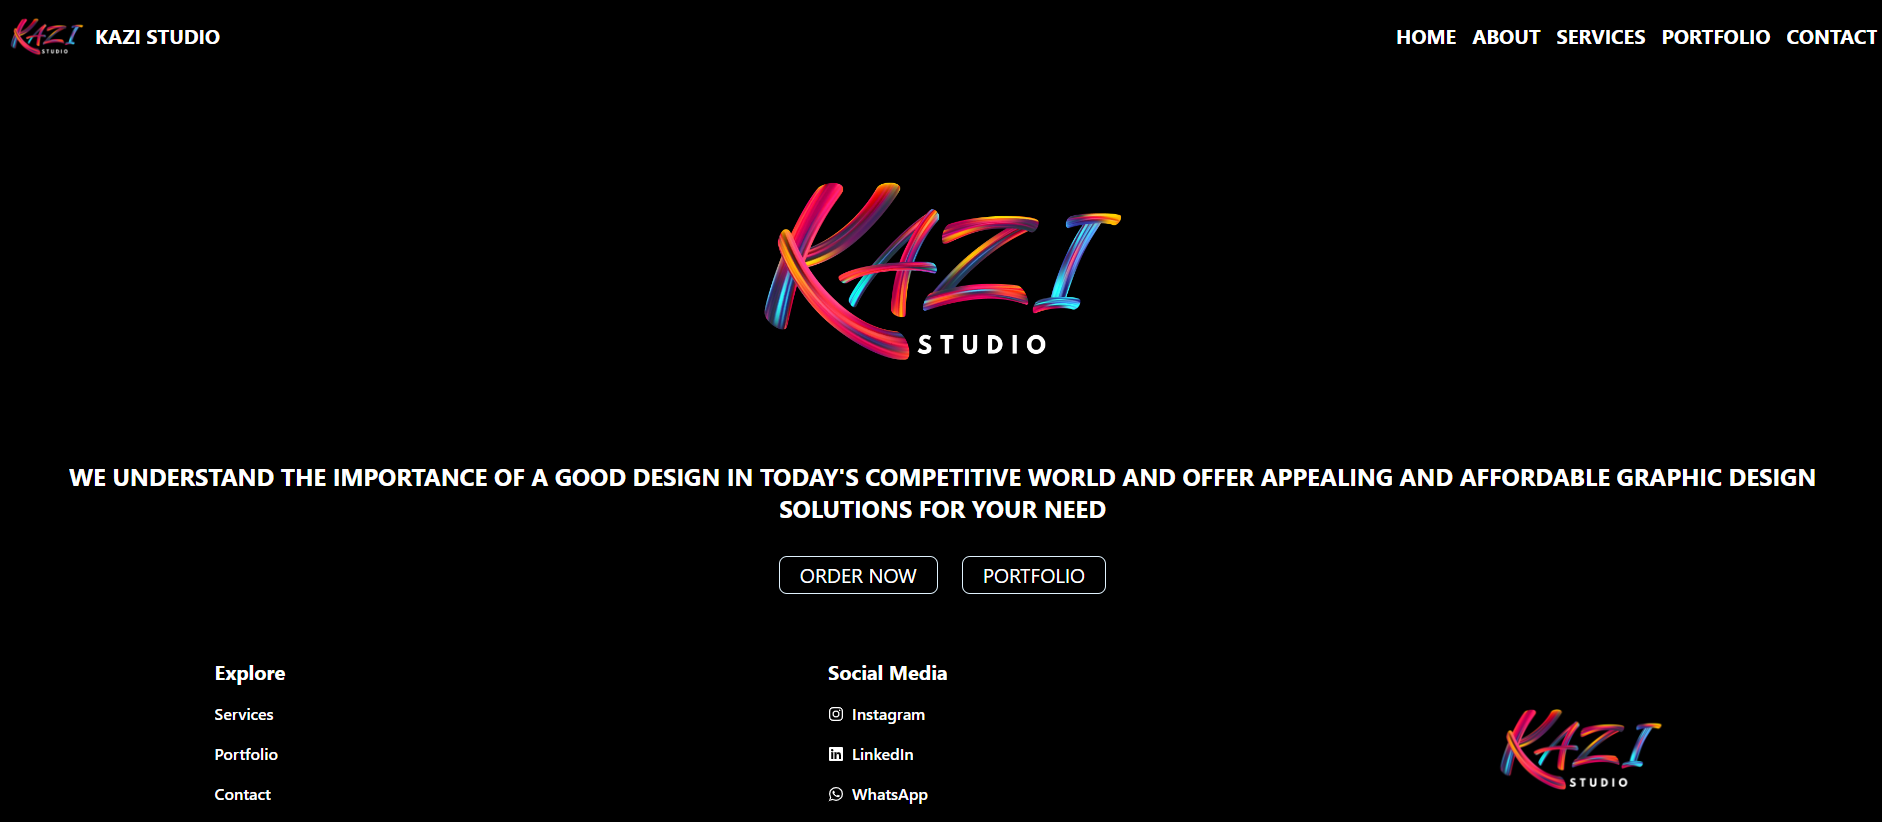 KAZI
STUDIO
KAZI STUDIO
HOME ABOUT SERVICES PORTFOLIO CONTACT
KAZI
STUDIO
WE UNDERSTAND THE IMPORTANCE OF A GOOD DESIGN IN TODAY'S COMPETITIVE WORLD AND OFFER APPEALING AND AFFORDABLE GRAPHIC DESIGN
SOLUTIONS FOR YOUR NEED
ORDER NOW
PORTFOLIO
Explore
Services
Portfolio
Contact
Social Media
Instagram
LinkedIn
WhatsApp
KAZI
STUDIO